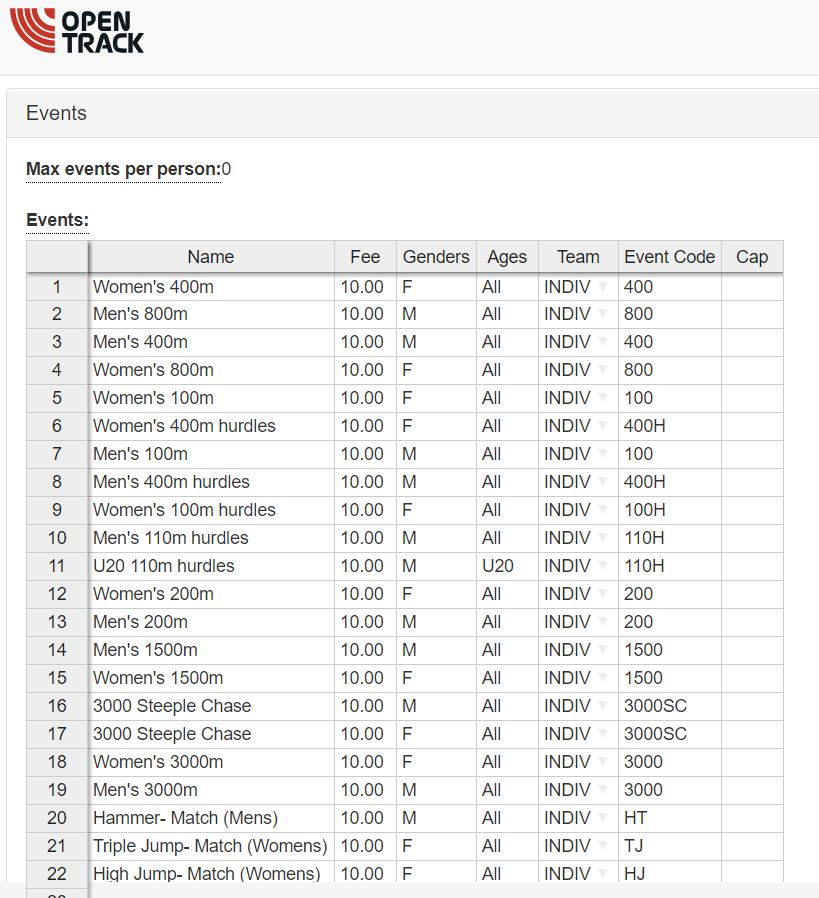 OPEN
TRACK
Events
Max events per person:0
Events:
Name Fee Genders Ages Team Event Code Cap
1 Women's 400m 10.00 F All INDIV 400
2 Men's 800m 10.00 M All INDIV 800
3 Men's 400m 10.00 M All INDIV 400
4 Women's 800m 10.00 F All INDIV 800
5 Women's 100m 10.00 F All INDIV 100
6 Women's 400m hurdles 10.00 F All INDIV 400H
7 Men's 100m 10.00 M All INDIV 100
8 Men's 400m hurdles 10.00 M All INDIV 400H
9 Women's 100m hurdles 10.00 F All INDIV 100H
10 Men's 110m hurdles 10.00 M All INDIV 110H
11 U20 110m hurdles 10.00 M U20 INDIV 110H
12 Women's 200m 10.00 F All INDIV 200
13 Men's 200m 10.00 M All INDIV 200
14 Men's 1500m 10.00 M All INDIV 1500
15 Women's 1500m 10.00 F All INDIV 1500
16 3000 Steeple Chase 10.00 M All INDIV 3000SC
17 3000 Steeple Chase 10.00 F All INDIV 3000SC
18 Women's 3000m 10.00 F All INDIV 3000
19 Men's 3000m 10.00 M All INDIV 3000
20 Hammer- Match (Mens) 10.00 M All INDIV HT
21 Triple Jump- Match (Womens) 10.00 F All INDIV TJ
22 High Jump- Match (Womens) 10.00 F All INDIV HJ